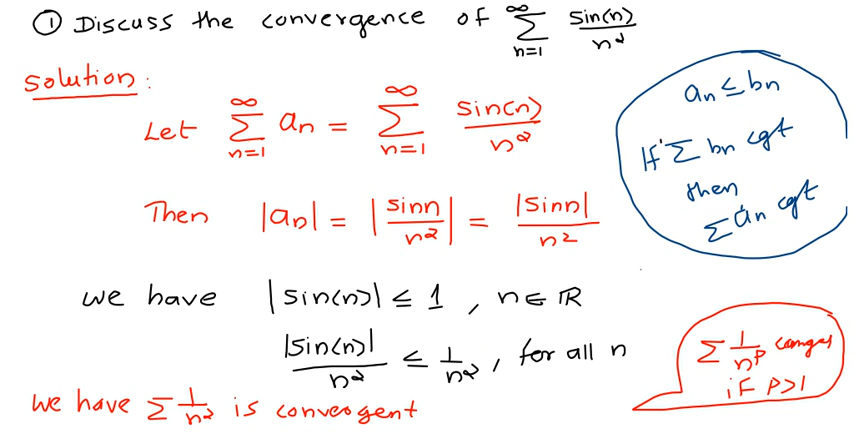 ① Discuss the convergence of ∑_{n=1}^{∞} sin(n)/n²
Solution:
Let ∑_{n=1}^{∞} aₙ = ∑_{n=1}^{∞} sin(n)/n²
Then |aₙ| = |sinn/n²| = |sinn|/n²
we have |sin(n)| ≤ 1, n∈ℝ
|sin(n)|/n² ≤ 1/n², for all n
we have ∑ 1/n² is convergent
aₙ ≤ bₙ
If ∑ bₙ cgt
then
∑ aₙ cgt
∑ 1/nᵖ
if P>1